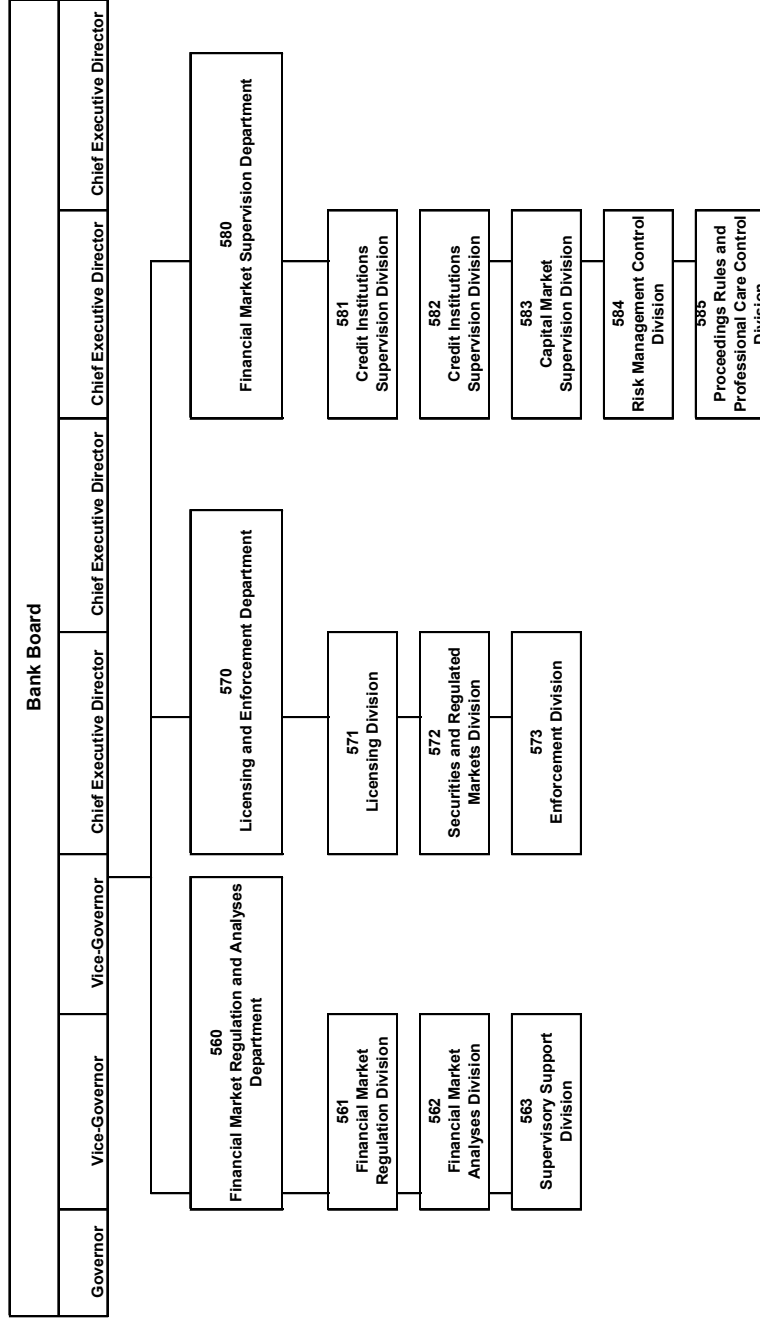 Bank Board
Governor
Vice-Governor
Vice-Governor
Chief Executive Director
Chief Executive Director
Chief Executive Director
Chief Executive Director
560
Financial Market Regulation and Analyses
Department
561
Financial Market
Regulation Division
562
Financial Market
Analyses Division
563
Supervisory Support
Division
570
Licensing and Enforcement Department
571
Licensing Division
572
Securities and Regulated
Markets Division
573
Enforcement Division
580
Financial Market Supervision Department
581
Credit Institutions
Supervision Division
582
Credit Institutions
Supervision Division
583
Capital Market
Supervision Division
584
Risk Management Control
Division
585
Proceedings Rules and
Professional Care Control
Division